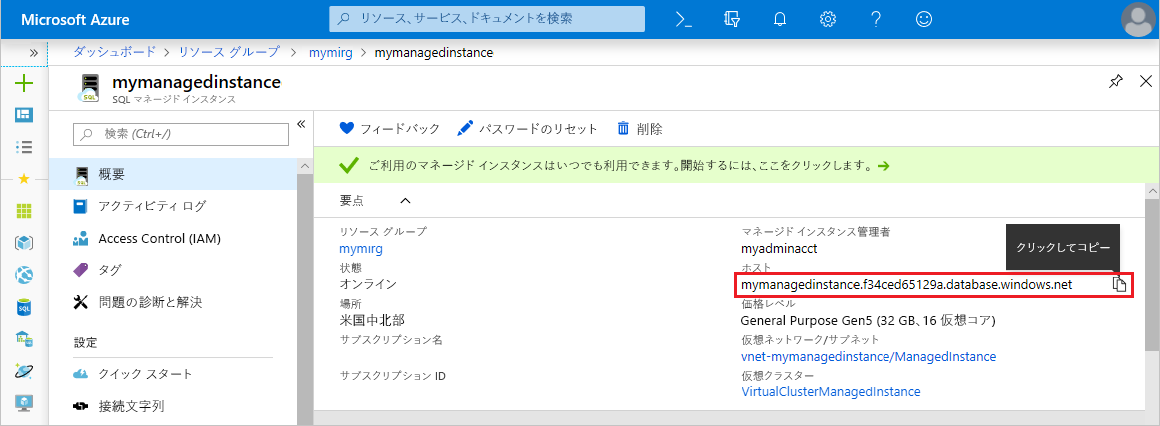 Microsoft Azure
リソース、サービス、ドキュメントを検索
ダッシュボード > リソース グループ > mymirg > mymanagedinstance
mymanagedinstance
SQL マネージド インスタンス
検索 (Ctrl+/)
概要
アクティビティ ログ
Access Control (IAM)
タグ
問題の診断と解決
設定
クイック スタート
接続文字列
フィードバック
パスワードのリセット
削除
ご利用のマネージド インスタンスはいつでも利用できます。開始するには、ここをクリックします。
要点
リソース グループ
mymirg
状態
オンライン
場所
米国中北部
サブスクリプション名
サブスクリプション ID
マネージド インスタンス管理者
myadminacct
クリックしてコピー
ホスト
mymanagedinstance.f34ced65129a.database.windows.net
価格レベル
General Purpose Gen5 (32 GB、16 仮想コア)
仮想ネットワーク/サブネット
vnet-mymanagedinstance/ManagedInstance
仮想クラスター
VirtualClusterManagedInstance